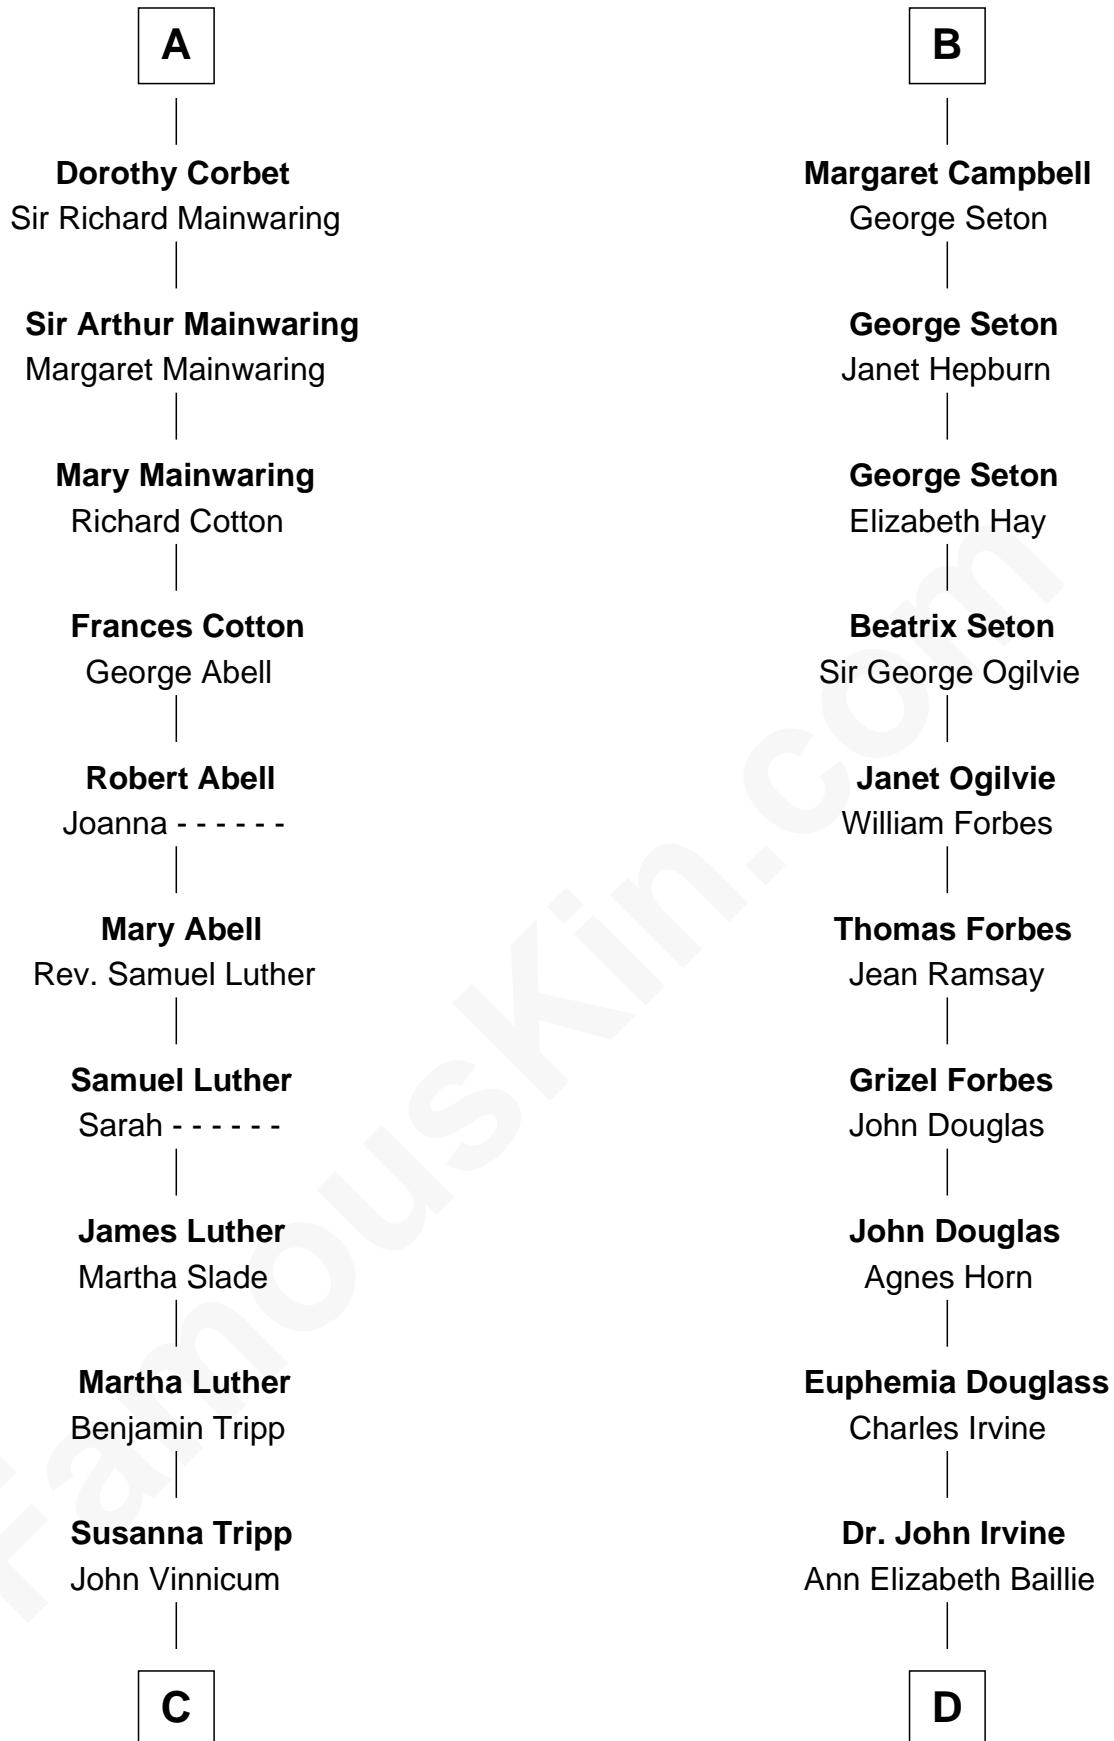 A
Dorothy Corbet
Sir Richard Mainwaring
Sir Arthur Mainwaring
Margaret Mainwaring
Mary Mainwaring
Richard Cotton
Frances Cotton
George Abell
Robert Abell
Joanna - - - - - -
Mary Abell
Rev. Samuel Luther
Samuel Luther
Sarah - - - - - -
James Luther
Martha Slade
Martha Luther
Benjamin Tripp
Susanna Tripp
John Vinnicum
C
B
Margaret Campbell
George Seton
George Seton
Janet Hepburn
George Seton
Elizabeth Hay
Beatrix Seton
Sir George Ogilvie
Janet Ogilvie
William Forbes
Thomas Forbes
Jean Ramsay
Grizel Forbes
John Douglas
John Douglas
Agnes Horn
Euphemia Douglass
Charles Irvine
Dr. John Irvine
Ann Elizabeth Baillie
D
FamousKin.com